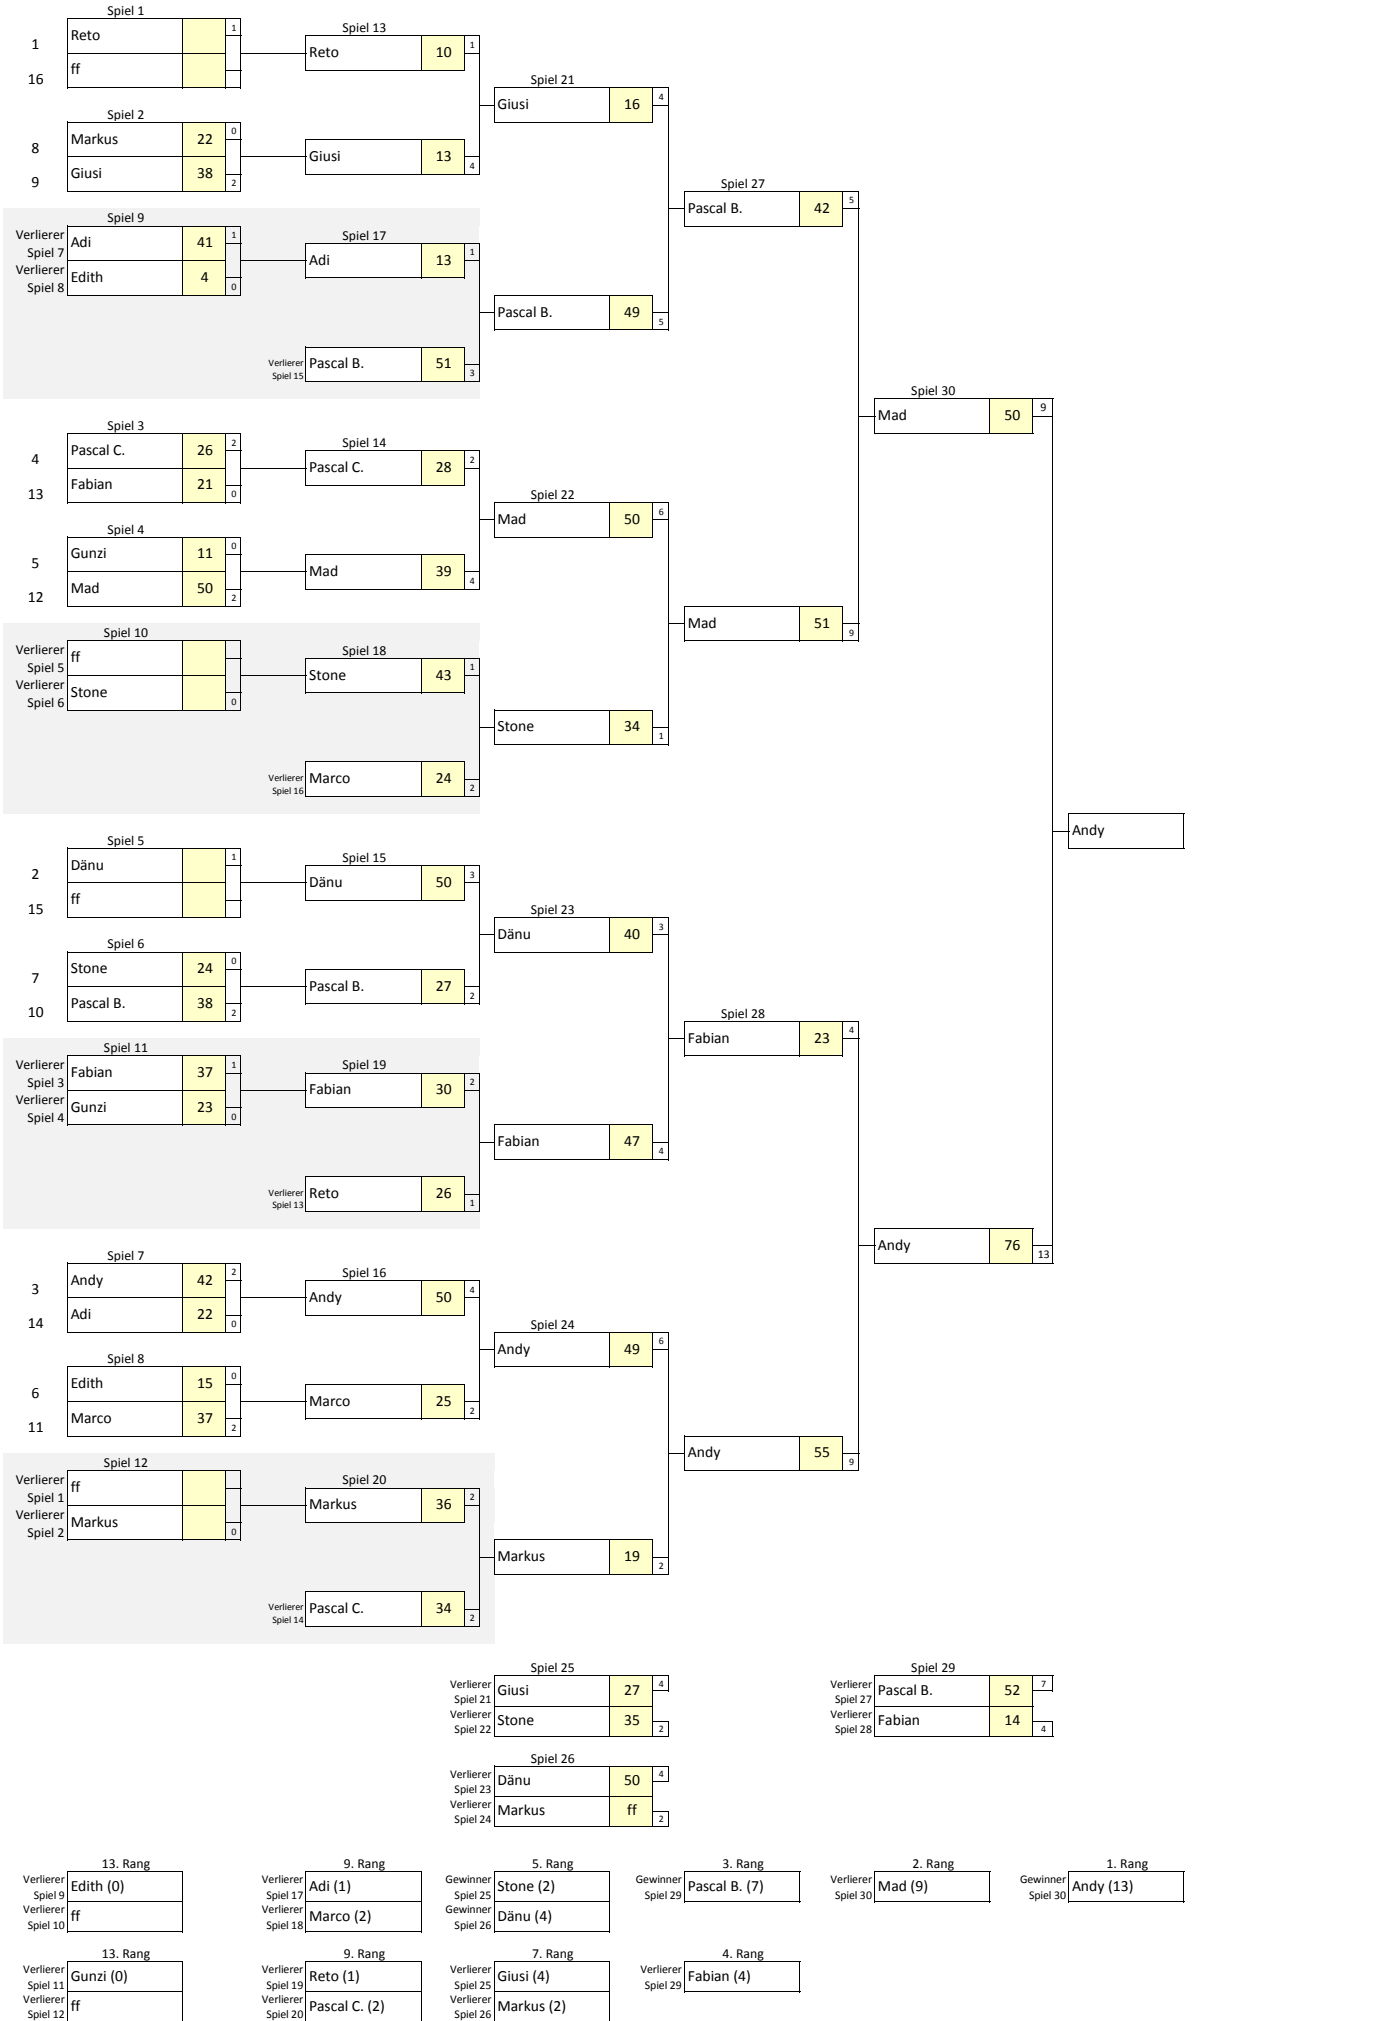 Spiel 1
1 Reto 1
16 ff
Spiel 13
Reto 10 1
Giusi 13 4
Spiel 2
8 Markus 22 0
9 Giusi 38 2
Spiel 21
Giusi 16 4
Pascal B. 49 5
Spiel 27
Pascal B. 42 5
Mad 51 9
Spiel 9
Verlierer Spiel 7 Adi 41 1
Verlierer Spiel 8 Edith 4 0
Spiel 17
Adi 13 1
Verlierer Spiel 15 Pascal B. 51 3
Spiel 30
Mad 50 9
Andy 76 13
Spiel 3
4 Pascal C. 26 2
13 Fabian 21 0
Spiel 14
Pascal C. 28 2
Mad 39 4
Spiel 4
5 Gunzi 11 0
12 Mad 50 2
Spiel 22
Mad 50 6
Stone 34 1
Spiel 10
Verlierer Spiel 5 ff
Verlierer Spiel 6 Stone 0
Spiel 18
Stone 43 1
Verlierer Spiel 16 Marco 24 2
Andy
Spiel 5
2 Dänu 1
15 ff
Spiel 15
Dänu 50 3
Pascal B. 27 2
Spiel 6
7 Stone 24 0
10 Pascal B. 38 2
Spiel 23
Dänu 40 3
Fabian 47 4
Spiel 28
Fabian 23 4
Andy 55 9
Spiel 11
Verlierer Spiel 3 Fabian 37 1
Verlierer Spiel 4 Gunzi 23 0
Spiel 19
Fabian 30 2
Verlierer Spiel 13 Reto 26 1
Spiel 7
3 Andy 42 2
14 Adi 22 0
Spiel 16
Andy 50 4
Marco 25 2
Spiel 8
6 Edith 15 0
11 Marco 37 2
Spiel 24
Andy 49 6
Markus 19 2
Spiel 12
Verlierer Spiel 1 ff
Verlierer Spiel 2 Markus 0
Spiel 20
Markus 36 2
Verlierer Spiel 14 Pascal C. 34 2
Spiel 25
Verlierer Spiel 21 Giusi 27 4
Verlierer Spiel 22 Stone 35 2
Spiel 29
Verlierer Spiel 27 Pascal B. 52 7
Verlierer Spiel 28 Fabian 14 4
Spiel 26
Verlierer Spiel 23 Dänu 50 4
Verlierer Spiel 24 Markus ff 2
13. Rang
Verlierer Spiel 9 Edith (0)
Verlierer Spiel 10 ff
9. Rang
Verlierer Spiel 17 Adi (1)
Verlierer Spiel 18 Marco (2)
5. Rang
Gewinner Spiel 25 Stone (2)
Gewinner Spiel 26 Dänu (4)
3. Rang
Gewinner Spiel 29 Pascal B. (7)
2. Rang
Verlierer Spiel 30 Mad (9)
1. Rang
Gewinner Spiel 30 Andy (13)
13. Rang
Verlierer Spiel 11 Gunzi (0)
Verlierer Spiel 12 ff
9. Rang
Verlierer Spiel 19 Reto (1)
Verlierer Spiel 20 Pascal C. (2)
7. Rang
Verlierer Spiel 25 Giusi (4)
Verlierer Spiel 26 Markus (2)
4. Rang
Verlierer Spiel 29 Fabian (4)